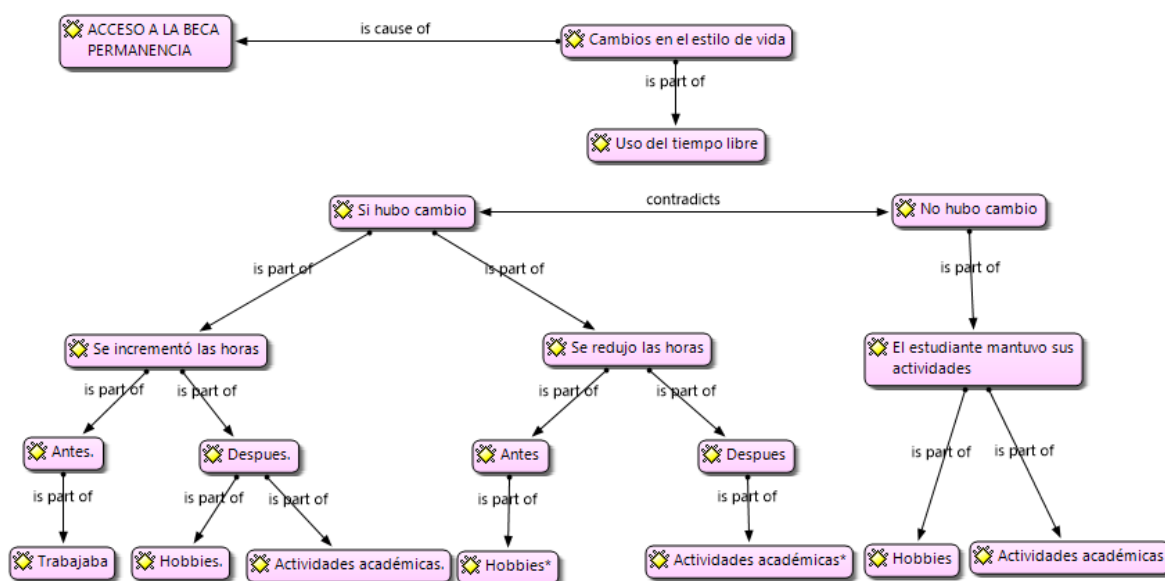 ACCESO A LA BECA
PERMANENCIA
is cause of
Cambios en el estilo de vida
is part of
Uso del tiempo libre
Si hubo cambio
contradicts
No hubo cambio
is part of
is part of
is part of
Se incrementó las horas
Se redujo las horas
El estudiante mantuvo sus
actividades
is part of
is part of
is part of
is part of
Antes.
Despues.
Antes
Despues
is part of
is part of
is part of
is part of
is part of
is part of
is part of
is part of
Trabajaba
Hobbies.
Actividades académicas.
Hobbies*
Actividades académicas*
Hobbies
Actividades académicas